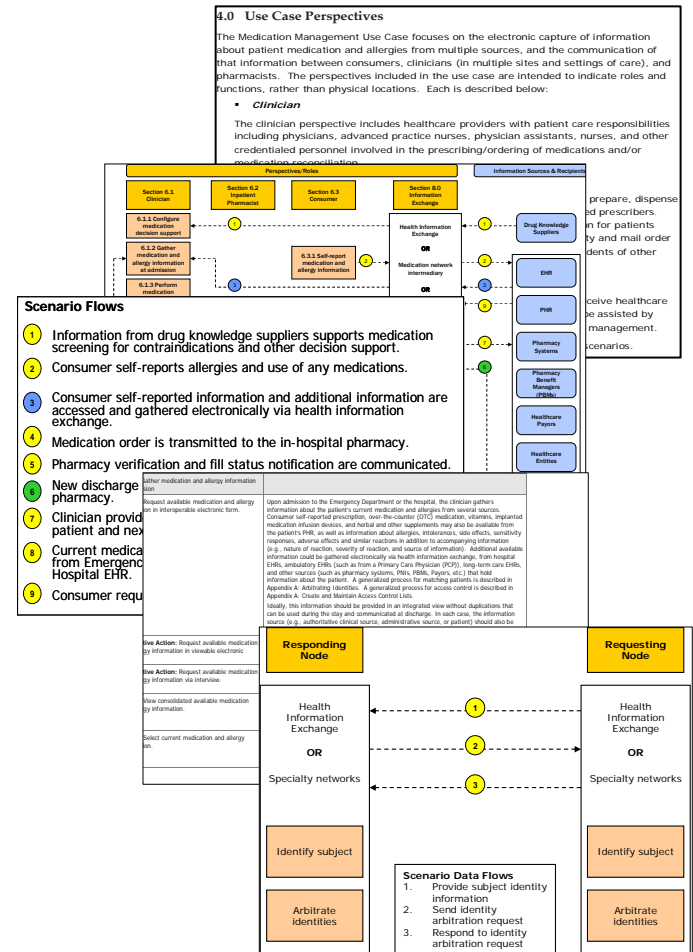 4.0 Use Case Perspectives
The Medication Management Use Case focuses on the electronic capture of information
about patient medication and allergies from multiple sources, and the communication of
that information between consumers, clinicians (in multiple sites and settings of care), and
pharmacists. The perspectives included in the use case are intended to indicate roles and
functions, rather than physical locations. Each is described below:
▪ Clinician
The clinician perspective includes healthcare providers with patient care responsibilities
including physicians, advanced practice nurses, physician assistants, nurses, and other
credentialed personnel involved in the prescribing/ordering of medications and/or
medication reconciliation
prepare, dispense
ed prescribers.
n for patients
ty and mail order
dents of other
ceive healthcare
be assisted by
management.
scenarios.
Perspectives/Roles
Information Sources & Recipients
Section 6.1
Clinician
Section 6.2
Inpatient
Pharmacist
Section 6.3
Consumer
Section 8.0
Information
Exchange
6.1.1 Configure
medication
decision support
6.1.2 Gather
medication and
allergy information
at admission
6.1.3 Perform
medication
6.3.1 Self-report
medication and
allergy information
Health Information
Exchange
OR
Medication network
intermediary
OR
1
1
2
2
3
3
9
7
6
Drug Knowledge
Suppliers
EHR
PHR
Pharmacy
Systems
Pharmacy
Benefit
Managers
(PBMs)
Healthcare
Payors
Healthcare
Entities
Scenario Flows
1 Information from drug knowledge suppliers supports medication
screening for contraindications and other decision support.
2 Consumer self-reports allergies and use of any medications.
3 Consumer self-reported information and additional information are
accessed and gathered electronically via health information
exchange.
4 Medication order is transmitted to the in-hospital pharmacy.
5 Pharmacy verification and fill status notification are communicated.
6 New discharge
pharmacy.
7 Clinician provid
patient and nex
8 Current medica
from Emergenc
Hospital EHR.
9 Consumer requ
Gather medication and allergy information
sion
Request available medication and allergy
on in interoperable electronic form.
Upon admission to the Emergency Department or the hospital, the clinician gathers
information about the patient's current medication and allergies from several sources.
Consumer self-reported prescription, over-the-counter (OTC) medication, vitamins, implanted
medication infusion devices, and herbal and other supplements may also be available from
the patient's PHR, as well as information about allergies, intolerances, side effects, sensitivity
responses, adverse effects and similar reactions in addition to accompanying information
(e.g., nature of reaction, severity of reaction, and source of information). Additional available
information could be gathered electronically via health information exchange, from hospital
EHRs, ambulatory EHRs (such as from a Primary Care Physician (PCP)), long-term care EHRs,
and other sources (such as pharmacy systems, PNIs, PBMs, Payors, etc.) that hold
information about the patient. A generalized process for matching patients is described in
Appendix A: Arbitrating Identities. A generalized process for access control is described in
Appendix A: Create and Maintain Access Control Lists.
Ideally, this information should be provided in an integrated view without duplications that
can be used during the stay and communicated at discharge. In each case, the information
source (e.g., authoritative clinical source, administrative source, or patient) should also be
tive Action: Request available medication
gy information in viewable electronic
tive Action: Request available medication
gy information via interview.
View consolidated available medication
gy information.
Select current medication and allergy
on.
Responding
Node
Requesting
Node
Health
Information
Exchange
OR
Specialty networks
Identify subject
Arbitrate
identities
1
2
3
Health
Information
Exchange
OR
Specialty networks
Identify subject
Arbitrate
identities
Scenario Data Flows
1. Provide subject identity
information
2. Send identity
arbitration request
3. Respond to identity
arbitration request